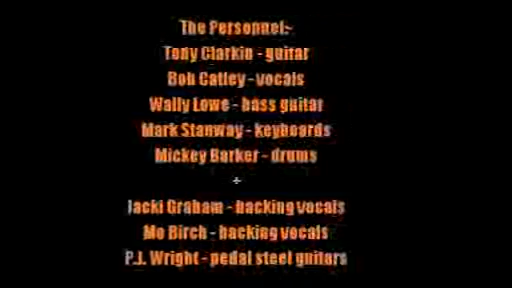 The Personnel:-
Tony Clarkin - guitar
Bob Catley - vocals
Wally Lowe - bass guitar
Mark Stanway - keyboards
Mickey Barker - drums
+
Jacki Graham - backing vocals
Mo Birch - backing vocals
P.J. Wright - pedal steel guitars